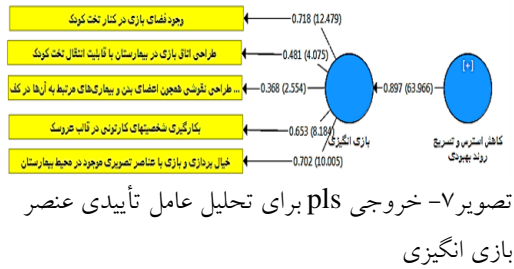 وجود فضای بازی در کنار تخت کودک
0.718 (12.479)
طراحی اتاق بازی در بیمارستان با قابلیت انتقال تخت کودک
0.481 (4.075)
طراحی نقوشی همچون اعضای بدن و بیماری‌های مرتبط به آن‌ها در کف ...
0.368 (2.554)
بکارگیری شخصیتهای کارتونی در قالب عروسک
0.653 (8.184)
خیال پردازی و بازی با عناصر تصویری موجود در محیط بیمارستان
0.702 (10.005)
بازی انگیزی
0.897 (63.966)
[+]
کاهش استرس و تسریع
روند بهبودی
تصویر۷- خروجی pls برای تحلیل عامل تأییدی عنصر
بازی انگیزی